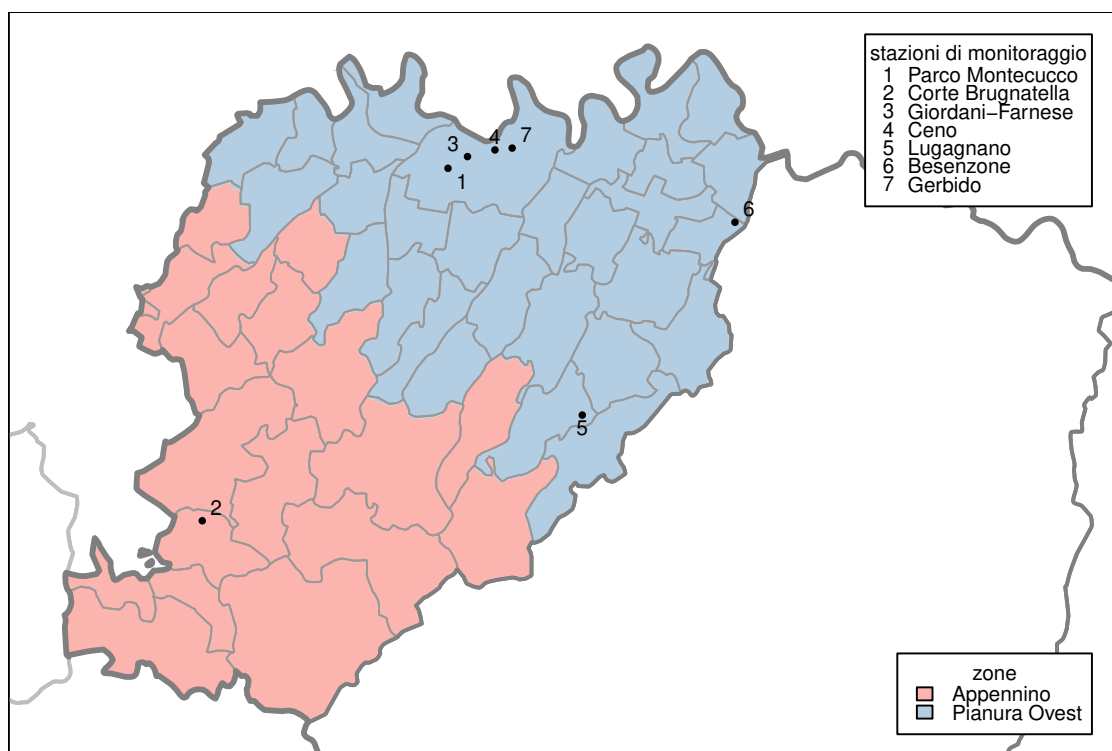 stazioni di monitoraggio
1 Parco Montecucco
2 Corte Brugnatella
3 Giordani−Farnese
4 Ceno
5 Lugagnano
6 Besenzone
7 Gerbido
3
4
7
1
6
5
2
zone
Appennino
Pianura Ovest